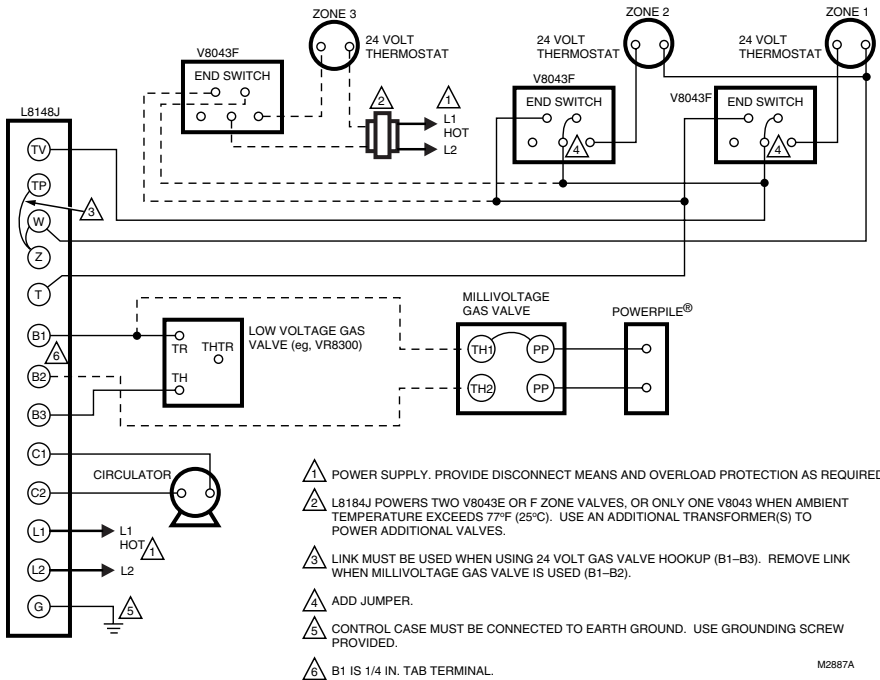 ZONE 3
24 VOLT
THERMOSTAT
ZONE 2
24 VOLT
THERMOSTAT
ZONE 1
24 VOLT
THERMOSTAT
V8043F
END SWITCH
2
1
L1
HOT
L2
V8043F
END SWITCH
4
V8043F
END SWITCH
4
L8148J
TV
TP
W
3
Z
T
B1
6
B2
B3
C1
C2
L1
L2
G
TR
THTR
TH
LOW VOLTAGE GAS
VALVE (eg, VR8300)
MILLIVOLTAGE
GAS VALVE
TH1
PP
TH2
PP
POWERPILE®
CIRCULATOR
L1
HOT
1
L2
5
1 POWER SUPPLY. PROVIDE DISCONNECT MEANS AND OVERLOAD PROTECTION AS REQUIRED
2 L8184J POWERS TWO V8043E OR F ZONE VALVES, OR ONLY ONE V8043 WHEN AMBIENT
TEMPERATURE EXCEEDS 77°F (25°C). USE AN ADDITIONAL TRANSFORMER(S) TO
POWER ADDITIONAL VALVES.
3 LINK MUST BE USED WHEN USING 24 VOLT GAS VALVE HOOKUP (B1–B3). REMOVE LINK
WHEN MILLIVOLTAGE GAS VALVE IS USED (B1–B2).
4 ADD JUMPER.
5 CONTROL CASE MUST BE CONNECTED TO EARTH GROUND. USE GROUNDING SCREW
PROVIDED.
6 B1 IS 1/4 IN. TAB TERMINAL.
M2887A